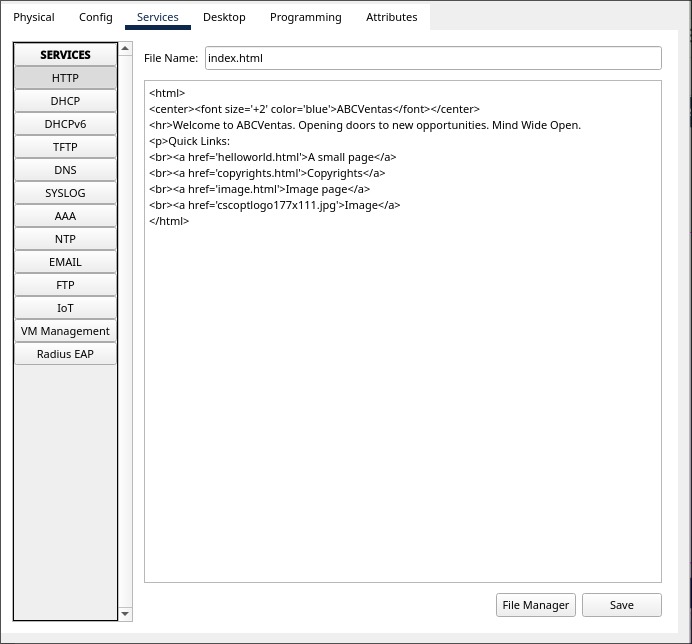 Physical Config Services Desktop Programming Attributes
SERVICES
HTTP
DHCP
DHCPv6
TFTP
DNS
SYSLOG
AAA
NTP
EMAIL
FTP
IoT
VM Management
Radius EAP
File Name: index.html
<html>
<center><font size='+2' color='blue'>ABCVentas</font></center>
<hr>Welcome to ABCVentas. Opening doors to new opportunities. Mind Wide Open.
<p>Quick Links:
<br><a href='helloworld.html'>A small page</a>
<br><a href='copyrights.html'>Copyrights</a>
<br><a href='image.html'>Image page</a>
<br><a href='cscoptlogo177x111.jpg'>Image</a>
</html>
File Manager Save